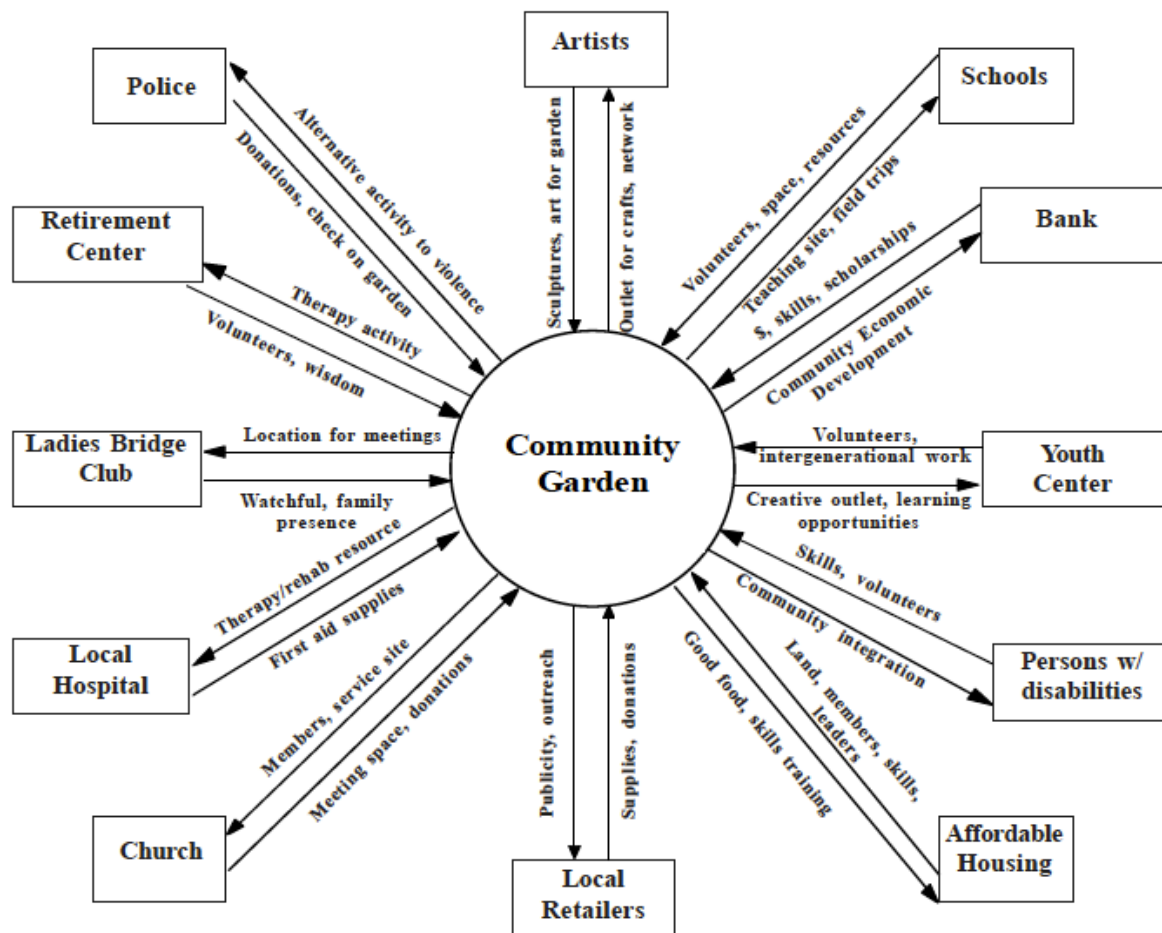 Artists
Police
Schools
Alternative activity to violence
Donations, check on garden
Sculptures, art for garden
Outlet for crafts, network
Volunteers, space, resources
Teaching site, field trips
Retirement
Center
Bank
$, skills, scholarships
Community Economic
Development
Therapy activity
Volunteers, wisdom
Community
Garden
Ladies Bridge
Club
Location for meetings
Watchful, family
presence
Volunteers,
intergenerational work
Creative outlet, learning
opportunities
Youth
Center
Therapy/rehab resource
First aid supplies
Skills, volunteers
Community integration
Local
Hospital
Persons w/
disabilities
Members, service site
Meeting space, donations
Publicity, outreach
Supplies, donations
Good food, skills training
Land, members, skills,
leaders
Church
Local
Retailers
Affordable
Housing